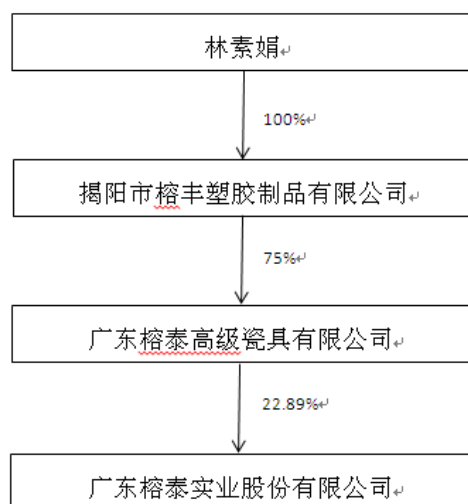 林素娟
100%
揭阳市榕丰塑胶制品有限公司
75%
广东榕泰高级瓷具有限公司
22.89%
广东榕泰实业股份有限公司